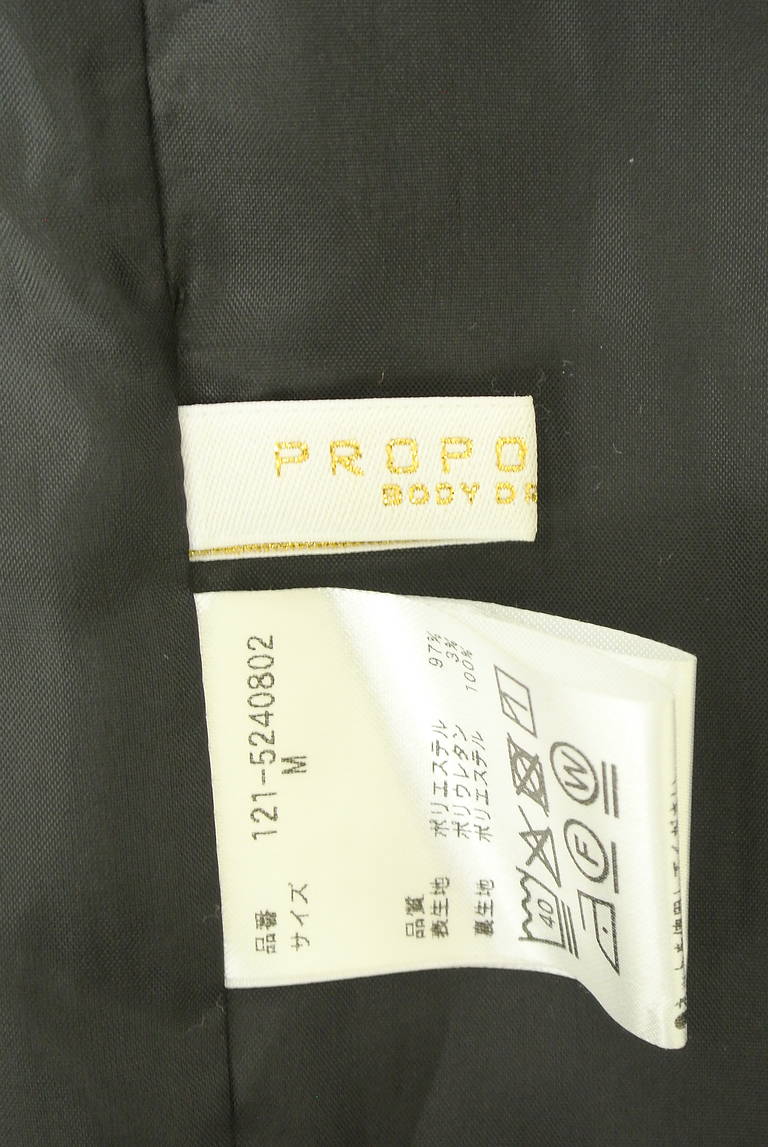 PROPO
BODY DR
品番 121-5240802
サイズ M
品質
表生地 ポリエステル 97%
ポリウレタン 3%
裏生地 ポリエステル 100%
40
F
W